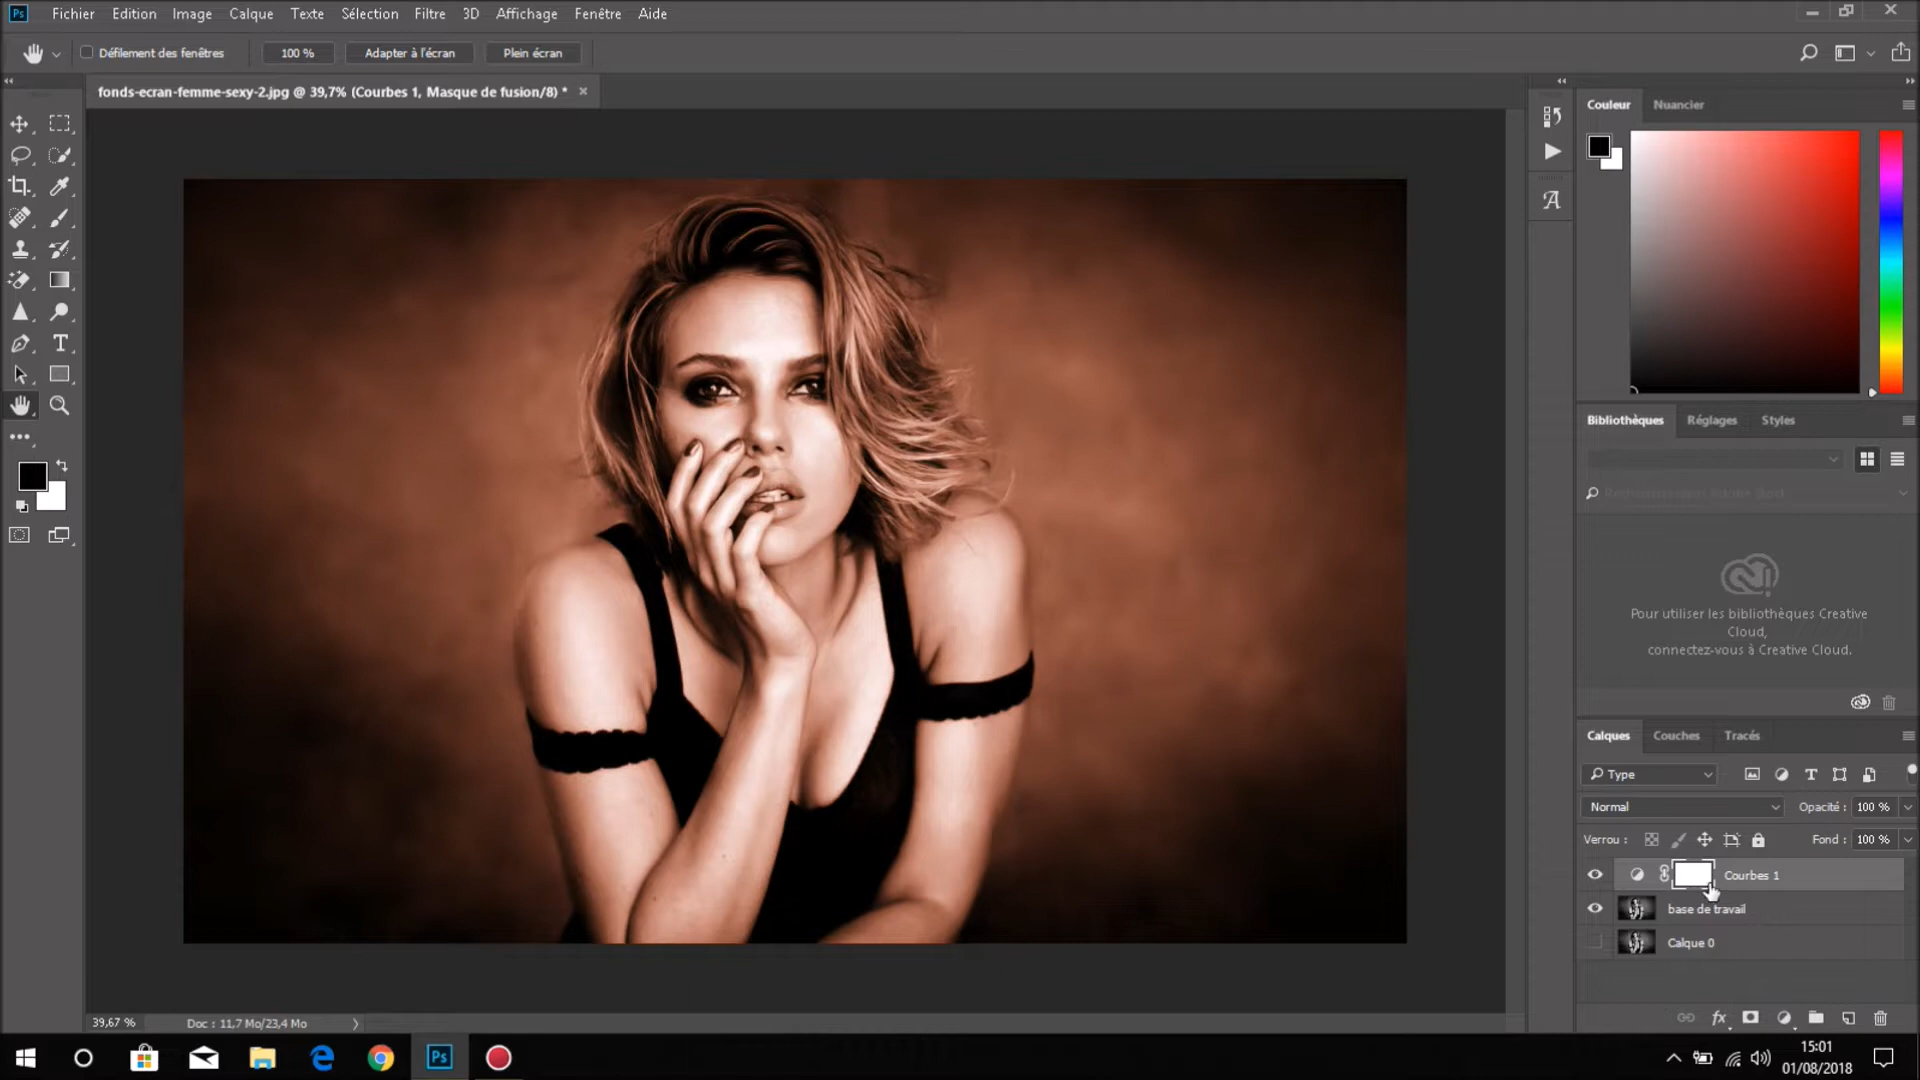 Ps Fichier Edition Image Calque Texte Sélection Filtre 3D Affichage Fenêtre Aide
Défilement des fenêtres 100 % Adapter à l'écran Plein écran
fonds-ecran-femme-sexy-2.jpg @ 39,7% (Courbes 1, Masque de fusion/8) *
Couleur Nuancier
Bibliothèques Réglages Styles
Pour utiliser les bibliothèques Creative
Cloud,
connectez-vous à Creative Cloud.
Calques Couches Tracés
Type
Normal Opacité : 100 %
Verrou : Fond : 100 %
Courbes 1
base de travail
Calque 0
fx
39,67 % Doc : 11,7 Mo/23,4 Mo
Ps
15:01
01/08/2018